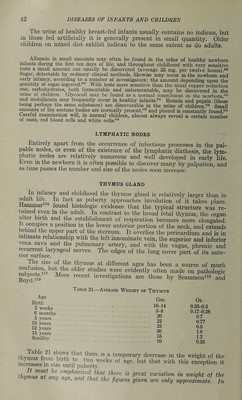 42 DISEASES OF INFANTS AND CHILDREN
The urine of healthy breast-fed infants usually contains no indican, but
in those fed artificially it is generally present in small quantity. Older
children on mixed diet exhibit indican to the same extent as do adults.
Albumin in small amounts may often be found in the urine of healthy newborn
infants during the first ten days of life, and throughout childhood with very sensitive
tests a small amount can usually be discovered, on average 22 mg. per twelve hours.
Sugar, detectable by ordinary clinical methods, likewise may occur in the newborn and
early infancy, according to a number of investigators; the amount depending upon the
quantity of sugar ingested. With tests more sensitive than the usual copper reduction
one, carbohydrates, both fermentable and unfermentable, may be discovered in the
urine of children. Glycuroll may be found as a normal constituent in the newborn,
and urobilinuria may frequently occur in healthy infants. Hematin and pepsin (these
being perhaps the same substance) are discoverable in the urine of children. Small
amounts of the acetone bodies are normally present, and phenol is constantly found.
Careful examination will, in normal children, almost always reveal a certain number
of casts, red blood cells and white cells.
LYMPHATIC NODES
Entirely apart from the occurrence of infectious processes in the pal-
pable nodes, or even of the existence of the lymphatic diathesis, the lym-
phatic nodes are relatively numerous and well developed in early life.
Even in the newborn it is often possible to discover many by palpation, and
as time passes the number and size of the nodes soon increase.
THYMUS GLAND
In infancy and childhood the thymus gland is relatively larger than in
adult life. In fact as puberty approaches involution of it takes place.
Hammar found histologic evidence that the typical structure was re-
tained even in the adult. In contrast to the broad fetal thymus, the organ
after birth and the establishment of respiration becomes more elongated.
It occupies a position in the lower anterior portion of the neck, and extends
behind the upper part of the sternum. It overlies the pericardium and is in
intimate relationship with the left innominate vein, the superior and inferior
vena cava and the pulmonary artery, and with the vagus, phrenic and
recurrent laryngeal nerves. The edges of the lung cover part of its ante-
rior surface.
The size of the thymus at different ages has been a source of much
confusion, but the older studies were evidently often made on pathologic
subjects. More recent investigations are those by Scammon and
Boyd.
TABLE 21.—AVERAGE WEIGHT OF THYMUS
Age Gm. Oz.
Birth 10-14 0.35-0.5
2 weeks 5-8 0.17-0.28
6 months 20 0.7
2 years 22 0.77
10 years 25 0.8
12 years 30 1.0
15 years 35 1.2
Senility 10 0.35
Table 21 shows that there is a temporary decrease in the weight of the
thymus from birth to two weeks of age, but that with this exception it
increases in size until puberty.
It must be emphasized that there is great variation in weight of the
thymus at any age, and that the figures given are only approximate. In